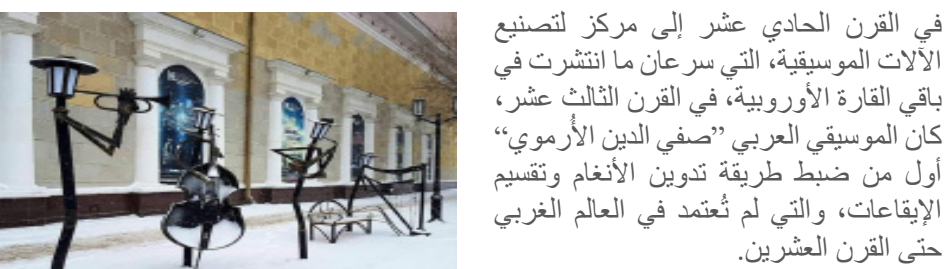 في القرن الحادي عشر إلى مركز لتصنيع
الآلات الموسيقية، التي سرعان ما انتشرت في
باقي القارة الأوروبية، في القرن الثالث عشر،
كان الموسيقي العربي ”صفي الدين الأُرموي“
أول من ضبط طريقة تدوين الأنغام وتقسيم
الإيقاعات، والتي لم تُعتمد في العالم الغربي
حتى القرن العشرين.